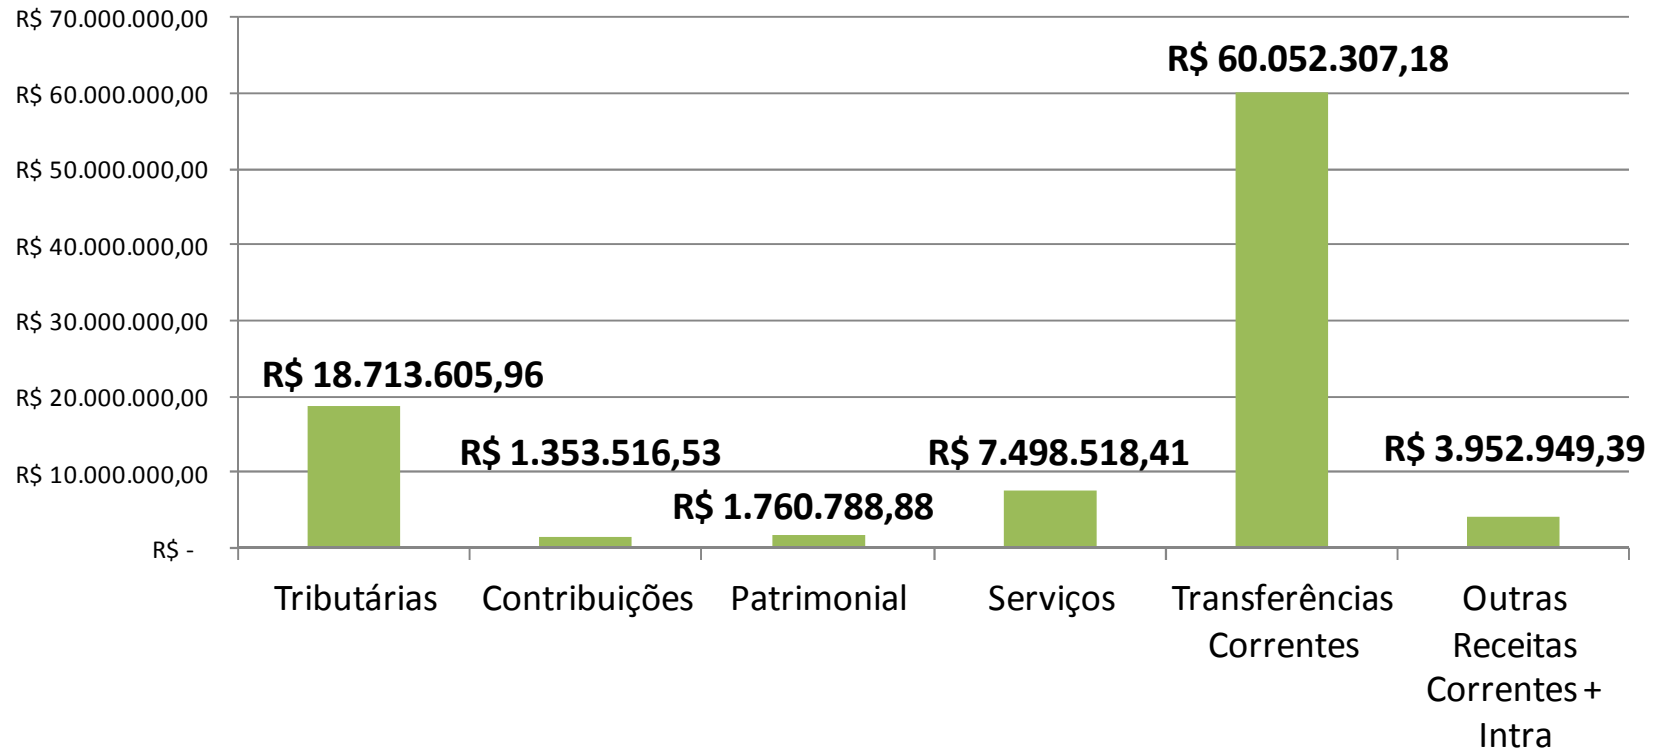 R$ 70.000.000,00
R$ 60.000.000,00
R$ 50.000.000,00
R$ 40.000.000,00
R$ 30.000.000,00
R$ 20.000.000,00
R$ 10.000.000,00
R$ -
R$ 18.713.605,96
R$ 1.353.516,53
R$ 1.760.788,88
R$ 7.498.518,41
R$ 60.052.307,18
R$ 3.952.949,39
Tributárias
Contribuições
Patrimonial
Serviços
Transferências
Correntes
Outras
Receitas
Correntes +
Intra